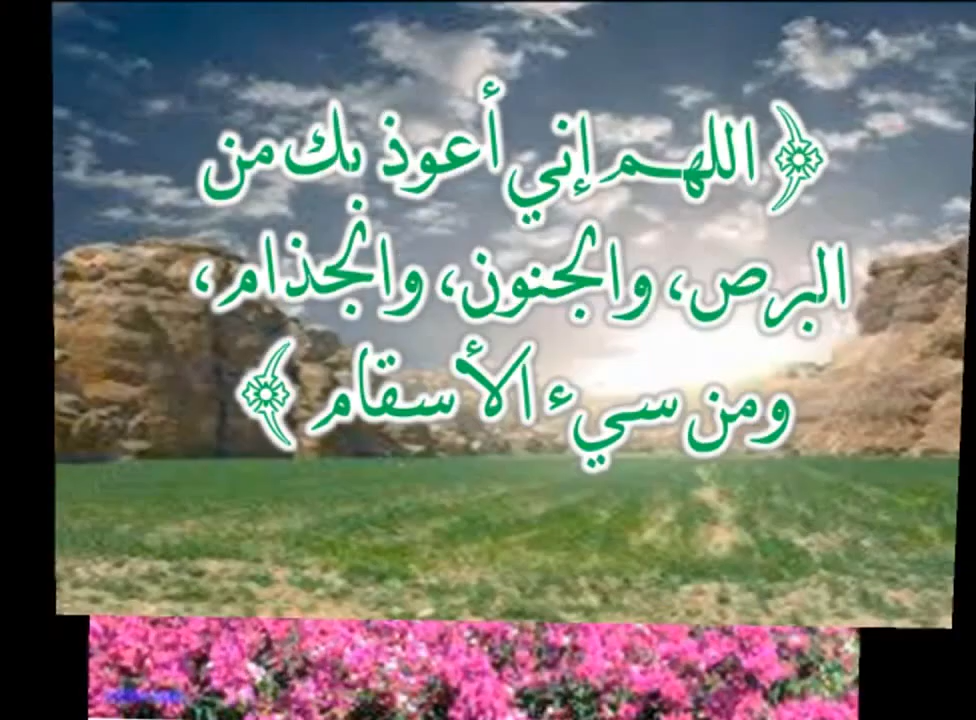 ﴿ اللهم إني أعوذ بك من
البرص، والجنون، والجذام،
ومن سيء الأسقام ﴾